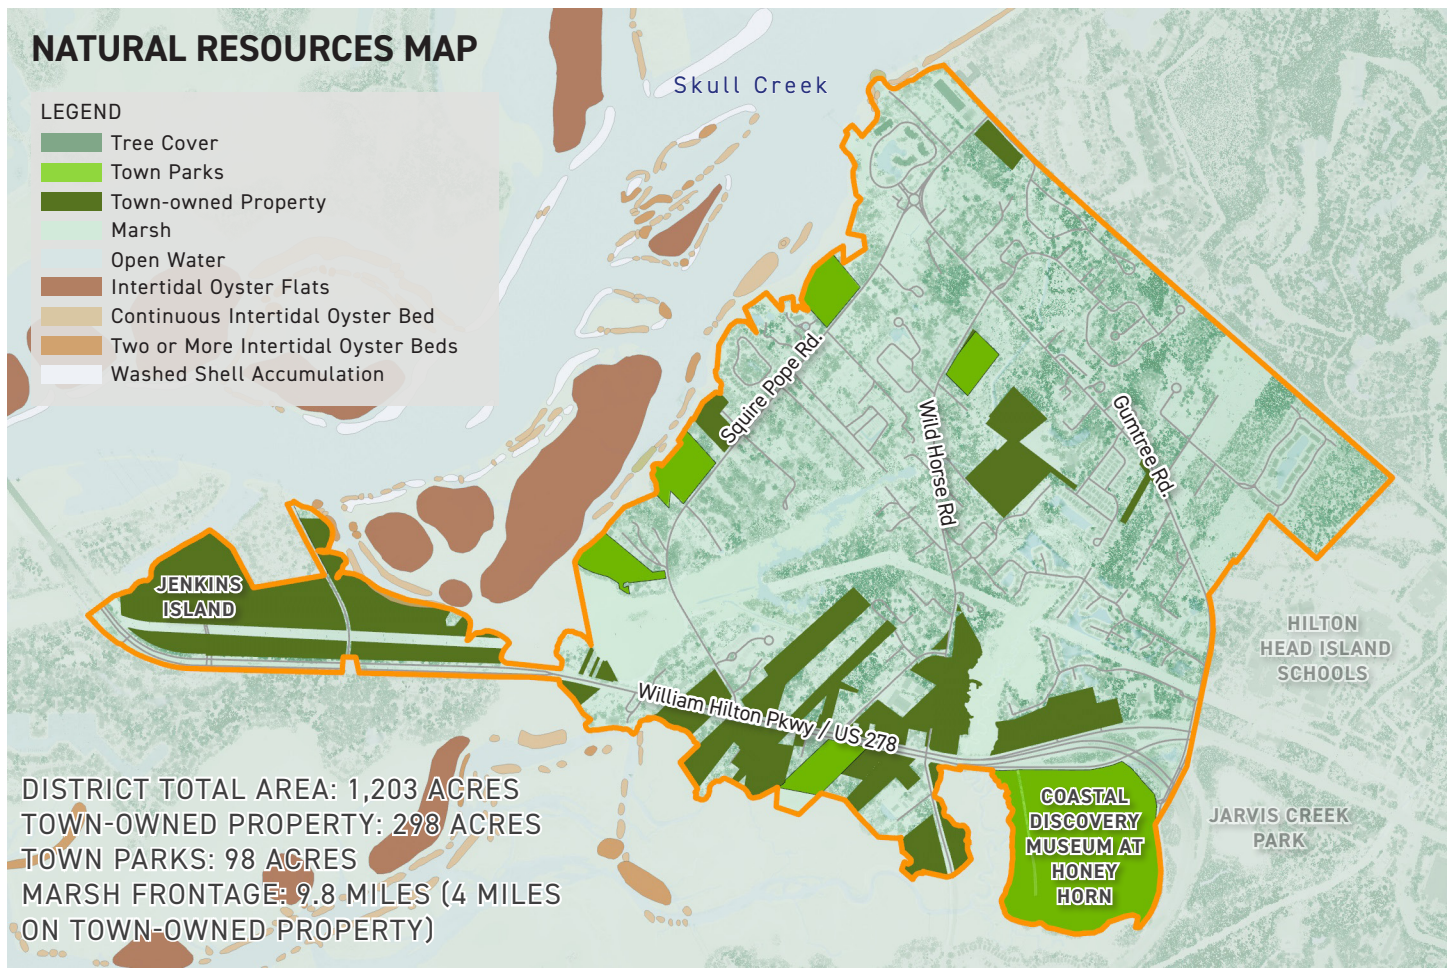 NATURAL RESOURCES MAP
LEGEND
Tree Cover
Town Parks
Town-owned Property
Marsh
Open Water
Intertidal Oyster Flats
Continuous Intertidal Oyster Bed
Two or More Intertidal Oyster Beds
Washed Shell Accumulation
Skull Creek
Squire Pope Rd.
Wild Horse Rd
Gumtree Rd.
JENKINS
ISLAND
William Hilton Pkwy / US 278
HILTON
HEAD ISLAND
SCHOOLS
COASTAL
DISCOVERY
MUSEUM AT
HONEY
HORN
JARVIS CREEK
PARK
DISTRICT TOTAL AREA: 1,203 ACRES
TOWN-OWNED PROPERTY: 298 ACRES
TOWN PARKS: 98 ACRES
MARSH FRONTAGE: 9.8 MILES (4 MILES
ON TOWN-OWNED PROPERTY)